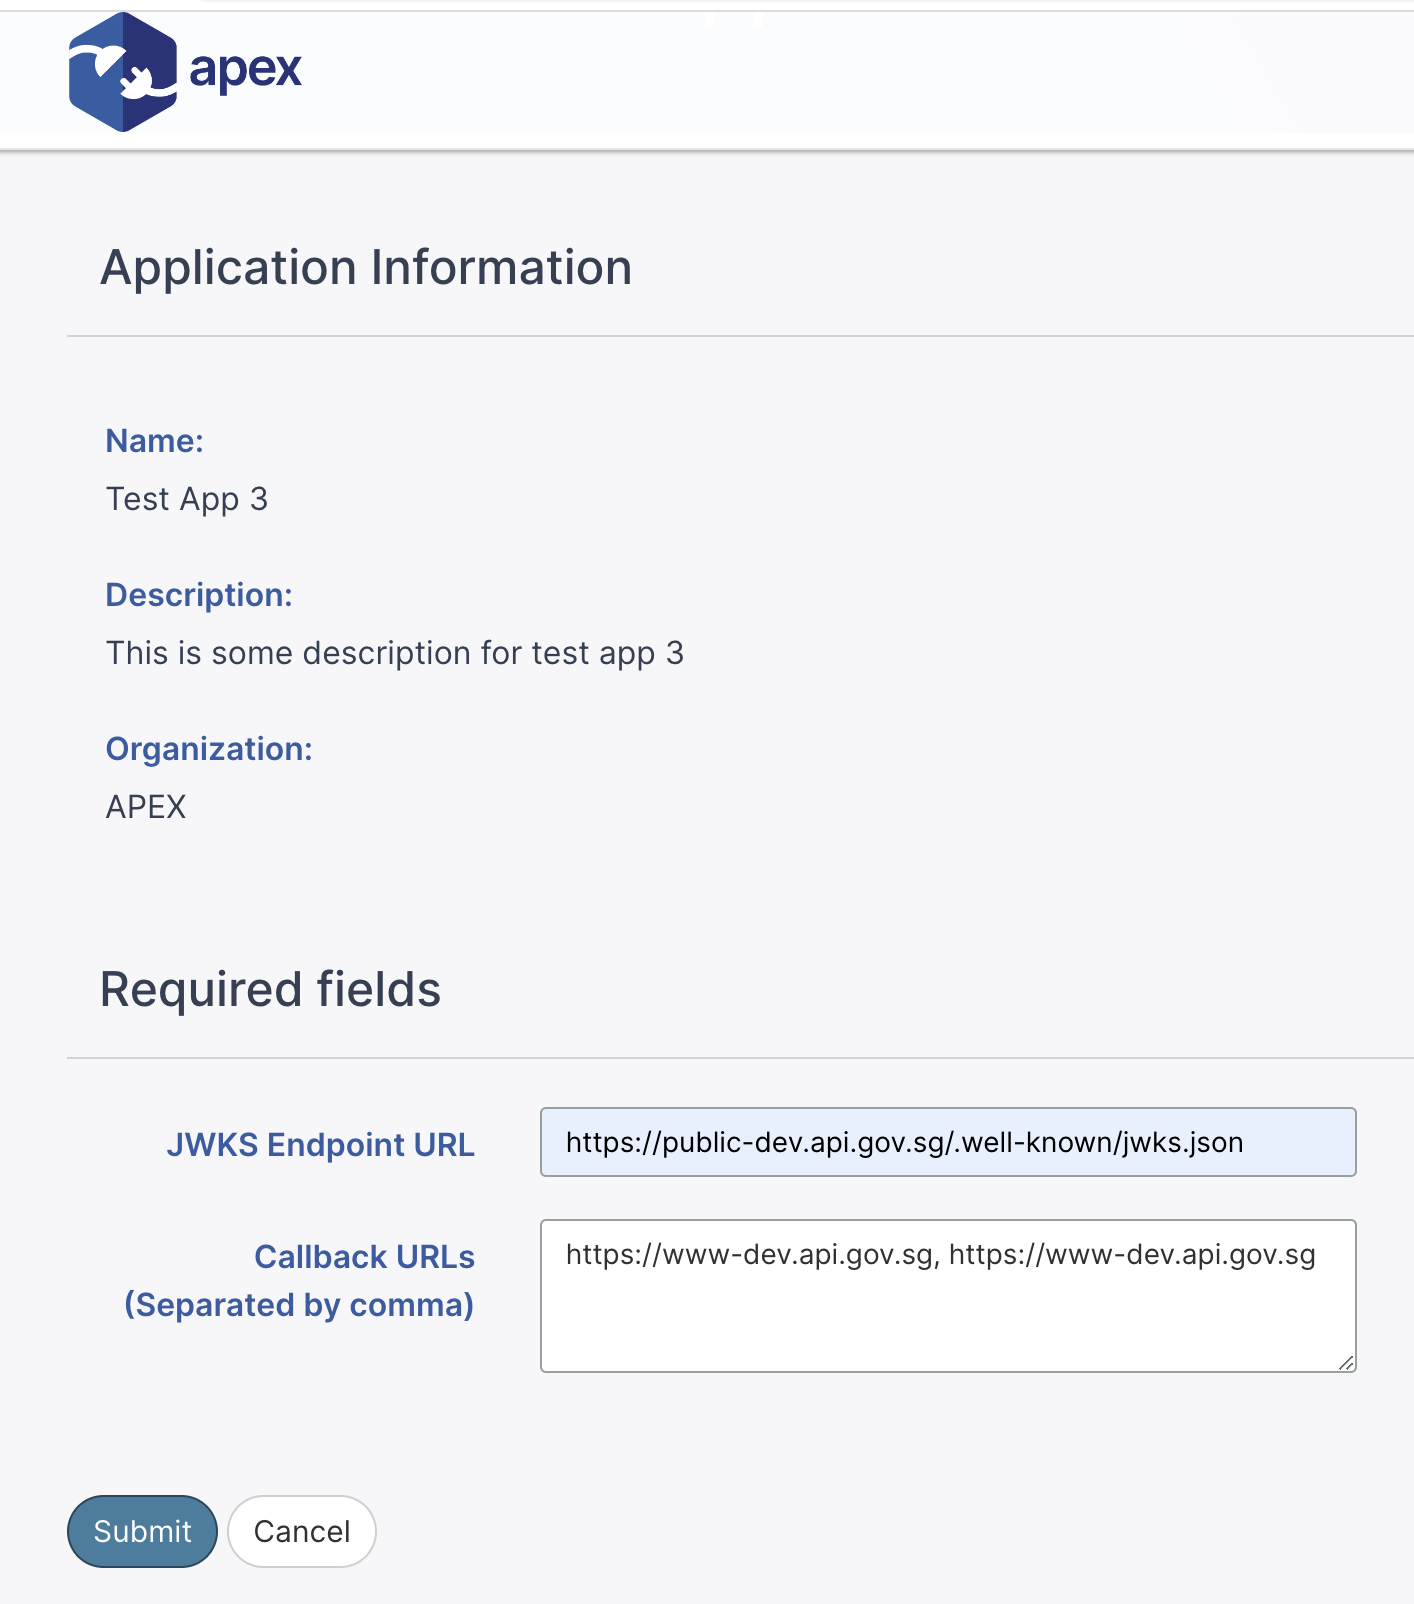 apex
Application Information
Name:
Test App 3
Description:
This is some description for test app 3
Organization:
APEX
Required fields
JWKS Endpoint URL
https://public-dev.api.gov.sg/.well-known/jwks.json
Callback URLs
(Separated by comma)
https://www-dev.api.gov.sg, https://www-dev.api.gov.sg
Submit
Cancel